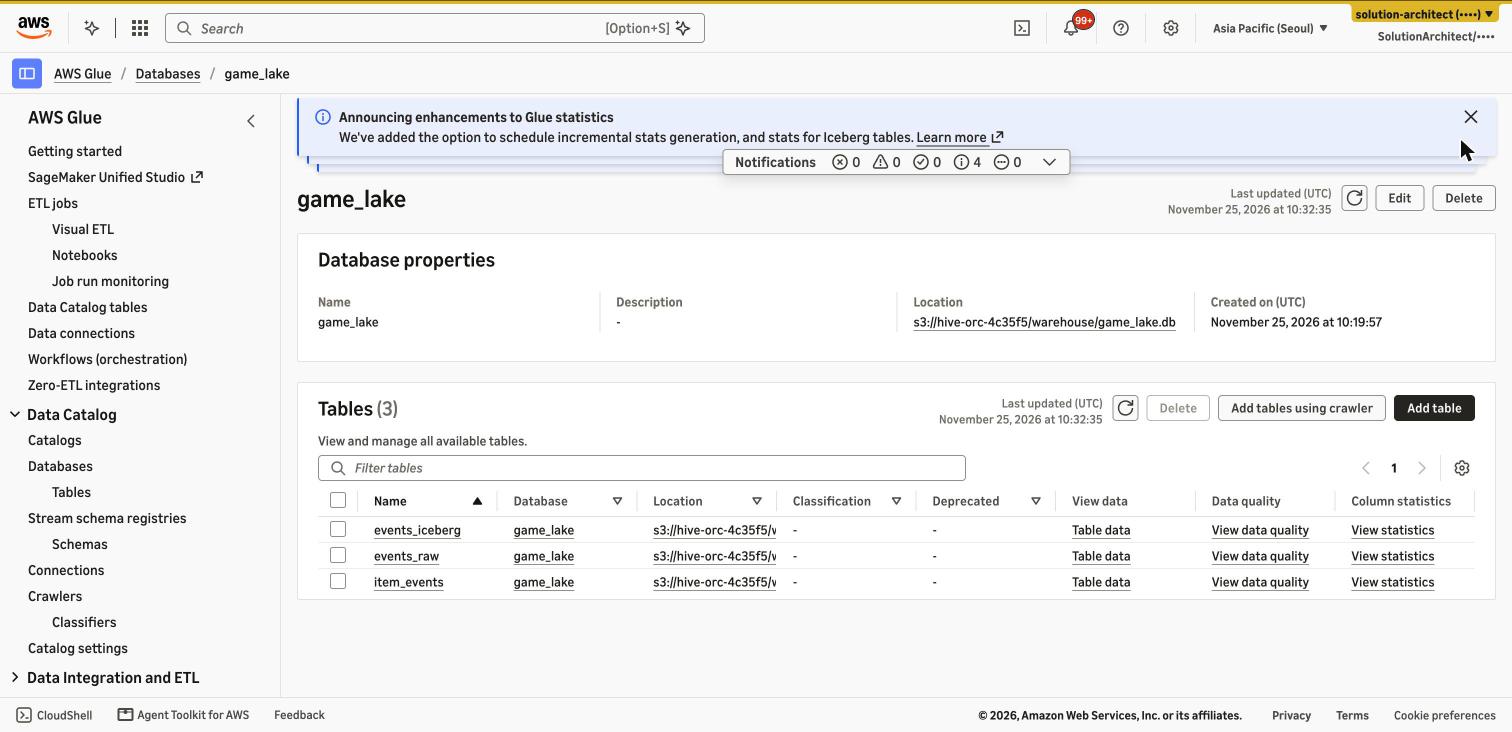 aws
Search [Option+S]
99+
Asia Pacific (Seoul)
solution-architect (••••)
SolutionArchitect/••••
AWS Glue / Databases / game_lake
AWS Glue
Getting started
SageMaker Unified Studio
ETL jobs
Visual ETL
Notebooks
Job run monitoring
Data Catalog tables
Data connections
Workflows (orchestration)
Zero-ETL integrations
Data Catalog
Catalogs
Databases
Tables
Stream schema registries
Schemas
Connections
Crawlers
Classifiers
Catalog settings
Data Integration and ETL
Announcing enhancements to Glue statistics
We've added the option to schedule incremental stats generation, and stats for Iceberg tables. Learn more
Notifications 0 0 0 4 0
game_lake
Last updated (UTC)
November 25, 2026 at 10:32:35
Edit Delete
Database properties
Name Description Location Created on (UTC)
game_lake - s3://hive-orc-4c35f5/warehouse/game_lake.db November 25, 2026 at 10:19:57
Tables (3)
Last updated (UTC)
November 25, 2026 at 10:32:35
Delete Add tables using crawler Add table
View and manage all available tables.
Filter tables
1
Name Database Location Classification Deprecated View data Data quality Column statistics
events_iceberg game_lake s3://hive-orc-4c35f5/w - - Table data View data quality View statistics
events_raw game_lake s3://hive-orc-4c35f5/w - - Table data View data quality View statistics
item_events game_lake s3://hive-orc-4c35f5/w - - Table data View data quality View statistics
CloudShell Agent Toolkit for AWS Feedback
© 2026, Amazon Web Services, Inc. or its affiliates. Privacy Terms Cookie preferences